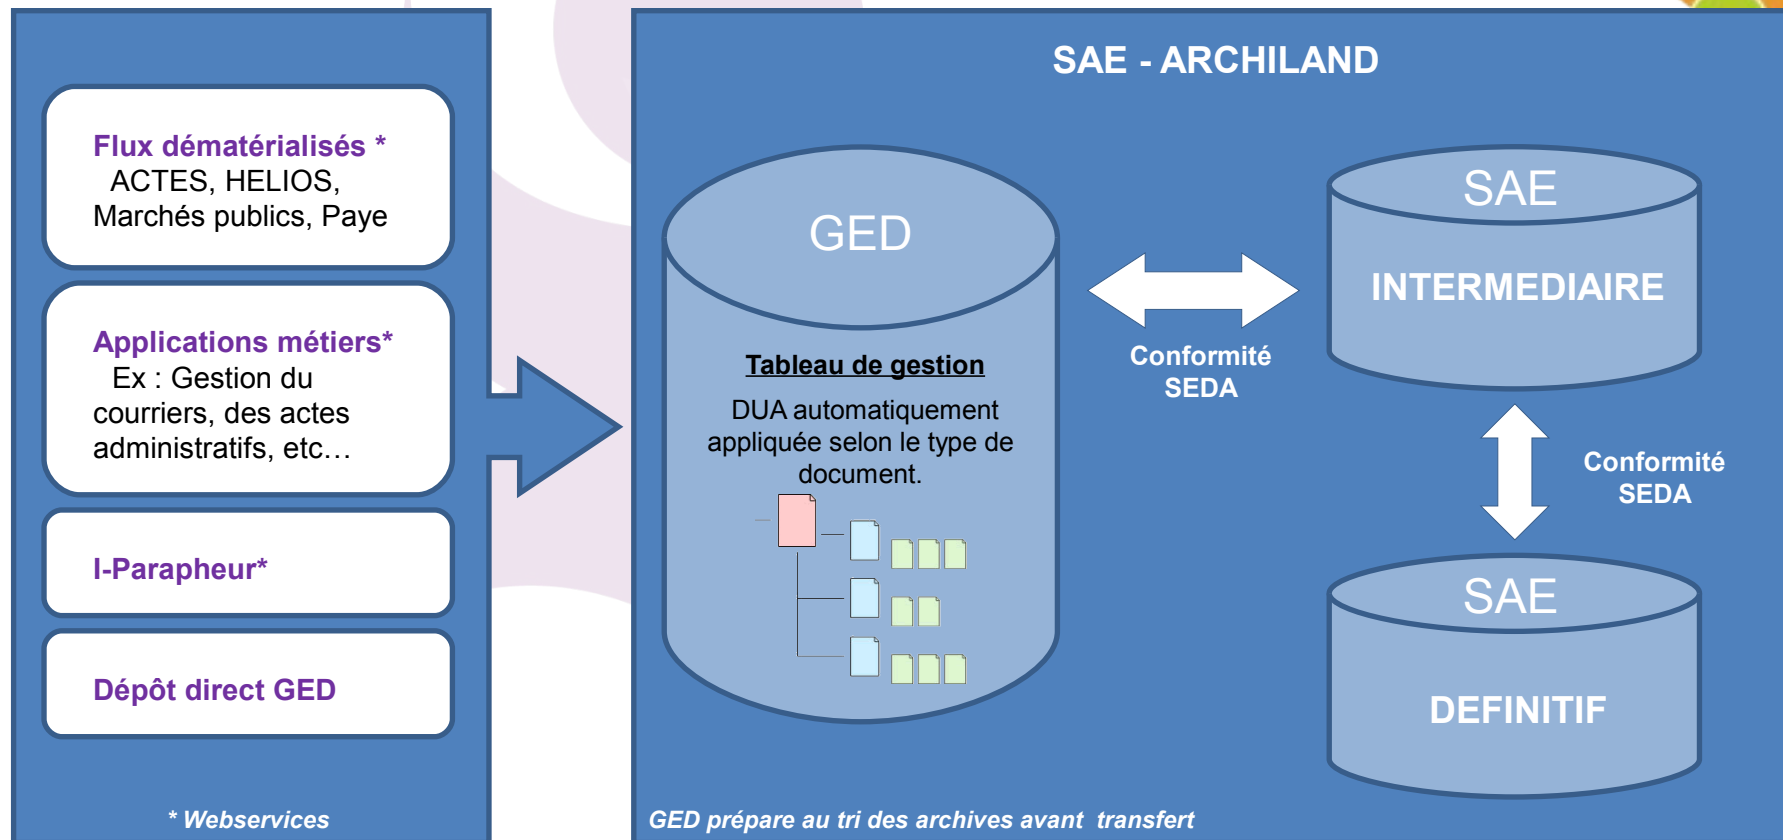 Flux dématérialisés *
ACTES, HELIOS,
Marchés publics, Paye
Applications métiers*
Ex : Gestion du
courriers, des actes
administratifs, etc…
I-Parapheur*
Dépôt direct GED
* Webservices
SAE - ARCHILAND
GED
Tableau de gestion
DUA automatiquement
appliquée selon le type de
document.
Conformité
SEDA
SAE
INTERMEDIAIRE
Conformité
SEDA
SAE
DEFINITIF
GED prépare au tri des archives avant transfert